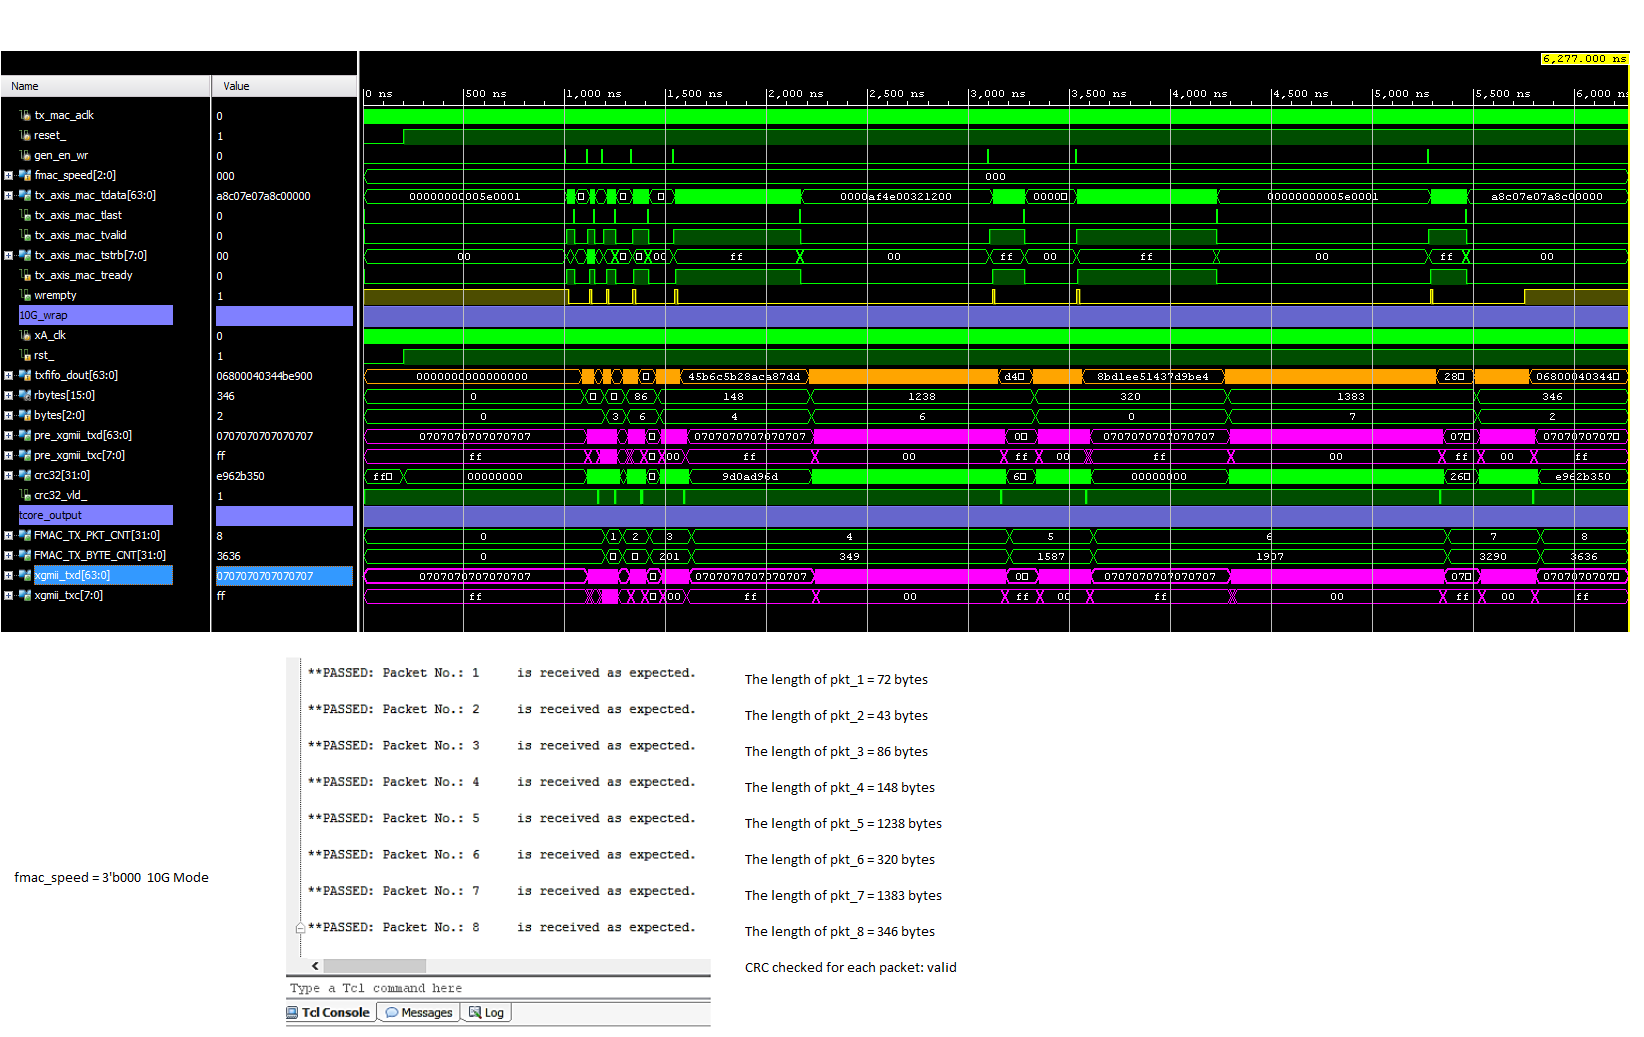 6,277.000 ns
Name Value
0 ns 500 ns 1,000 ns 1,500 ns 2,000 ns 2,500 ns 3,000 ns 3,500 ns 4,000 ns 4,500 ns 5,000 ns 5,500 ns 6,000 ns
tx_mac_aclk 0
reset_ 1
gen_en_wr 0
fmac_speed[2:0] 000 000
tx_axis_mac_tdata[63:0] a8c07e07a8c00000 00000000005e0001 0000af4e00321200 0000 00000000005e0001 a8c07e07a8c00000
tx_axis_mac_tlast 0
tx_axis_mac_tvalid 0
tx_axis_mac_tstrb[7:0] 00 00 00 ff 00 ff 00 ff 00 ff 00
tx_axis_mac_tready 0
wrempty 1
10G_wrap
xA_clk 0
rst_ 1
txfifo_dout[63:0] 06800040344be900 0000000000000000 45b6c5b28aca87dd d4 8bd1ee51437d9be4 28 06800040344
rbytes[15:0] 346 0 86 148 1238 320 1383 346
bytes[2:0] 2 0 3 6 4 6 0 7 2
pre_xgmii_txd[63:0] 0707070707070707 0707070707070707 0707070707070707 0 0707070707070707 07 0707070707
pre_xgmii_txc[7:0] ff ff 00 ff 00 ff 00 ff 00 ff 00 ff
crc32[31:0] e962b350 ff 00000000 9d0ad96d 6 00000000 26 e962b350
crc32_vld_ 1
tcore_output
FMAC_TX_PKT_CNT[31:0] 8 0 1 2 3 4 5 6 7 8
FMAC_TX_BYTE_CNT[31:0] 3636 0 201 349 1587 1907 3290 3636
xgmii_txd[63:0] 0707070707070707 0707070707070707 0707070707070707 0 0707070707070707 07 0707070707
xgmii_txc[7:0] ff ff 00 ff 00 ff 00 ff 00 ff 00 ff
**PASSED: Packet No.: 1 is received as expected. The length of pkt_1 = 72 bytes
**PASSED: Packet No.: 2 is received as expected. The length of pkt_2 = 43 bytes
**PASSED: Packet No.: 3 is received as expected. The length of pkt_3 = 86 bytes
**PASSED: Packet No.: 4 is received as expected. The length of pkt_4 = 148 bytes
**PASSED: Packet No.: 5 is received as expected. The length of pkt_5 = 1238 bytes
**PASSED: Packet No.: 6 is received as expected. The length of pkt_6 = 320 bytes
fmac_speed = 3'b000 10G Mode
**PASSED: Packet No.: 7 is received as expected. The length of pkt_7 = 1383 bytes
**PASSED: Packet No.: 8 is received as expected. The length of pkt_8 = 346 bytes
CRC checked for each packet: valid
Type a Tcl command here
Tcl Console Messages Log